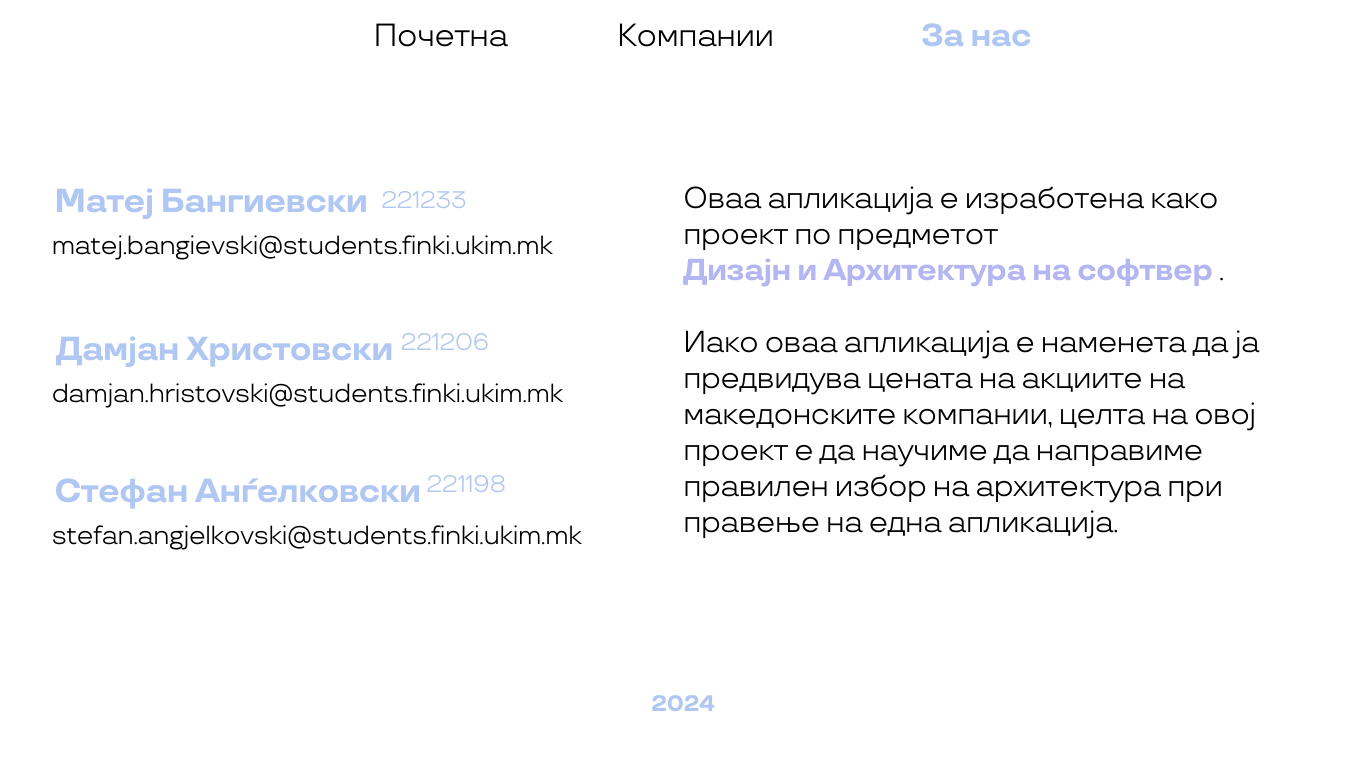 Почетна Компании За нас
Матеј Бангиевски 221233
matej.bangievski@students.finki.ukim.mk
Дамјан Христовски 221206
damjan.hristovski@students.finki.ukim.mk
Стефан Анѓелковски 221198
stefan.angjelkovski@students.finki.ukim.mk
Оваа апликација е изработена како
проект по предметот
Дизајн и Архитектура на софтвер .
Иако оваа апликација е наменета да ја
предвидува цената на акциите на
македонските компании, целта на овој
проект е да научиме да направиме
правилен избор на архитектура при
правење на една апликација.
2024